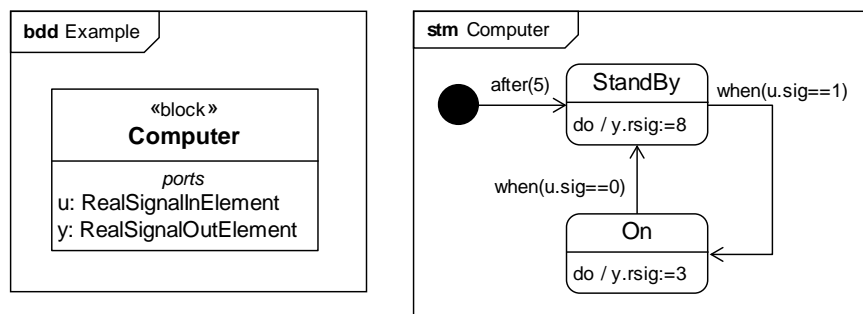 bdd Example
«block»
Computer
ports
u: RealSignalInElement
y: RealSignalOutElement
stm Computer
after(5)
StandBy
do / y.rsig:=8
when(u.sig==1)
when(u.sig==0)
On
do / y.rsig:=3